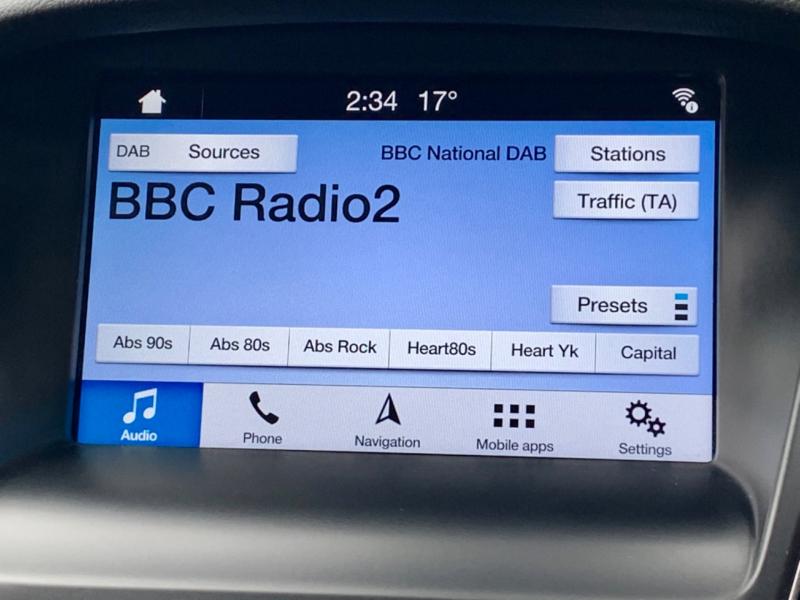 2:34 17°
DAB Sources
BBC National DAB
Stations
BBC Radio2
Traffic (TA)
Presets
Abs 90s
Abs 80s
Abs Rock
Heart80s
Heart Yk
Capital
Audio
Phone
Navigation
Mobile apps
Settings